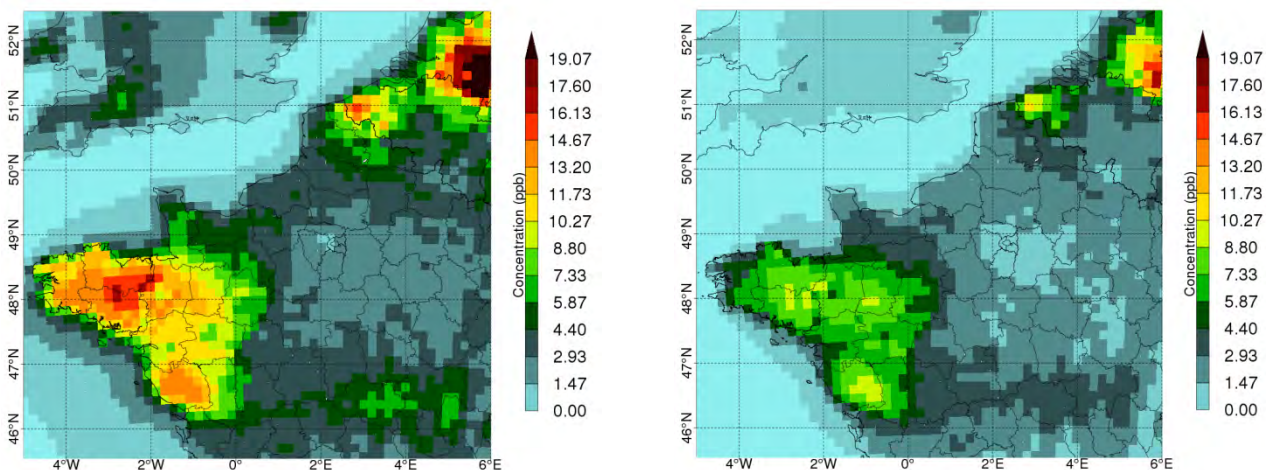 52°N
51°N
50°N
49°N
48°N
47°N
46°N
4°W
2°W
0°
2°E
4°E
6°E
Concentration (ppb)
19.07
17.60
16.13
14.67
13.20
11.73
10.27
8.80
7.33
5.87
4.40
2.93
1.47
0.00
52°N
51°N
50°N
49°N
48°N
47°N
46°N
4°W
2°W
0°
2°E
4°E
6°E
Concentration (ppb)
19.07
17.60
16.13
14.67
13.20
11.73
10.27
8.80
7.33
5.87
4.40
2.93
1.47
0.00